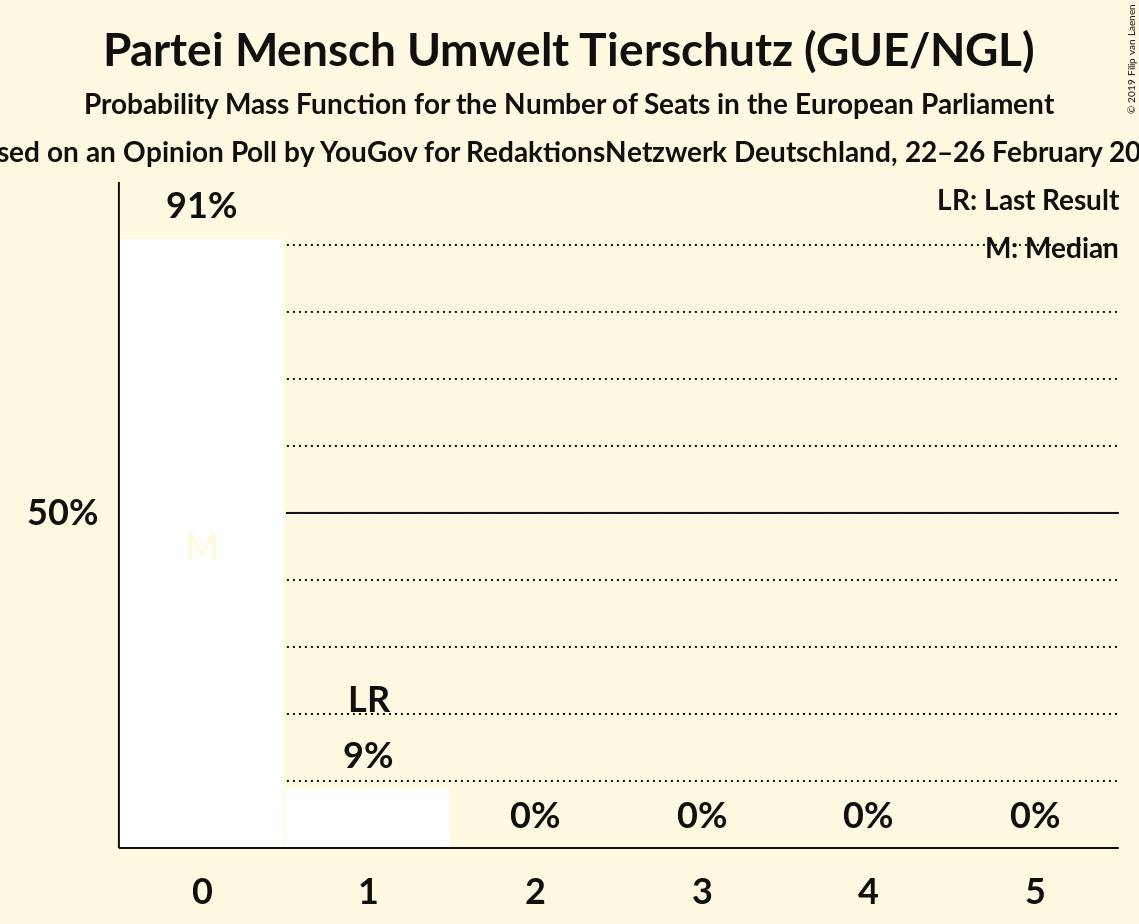 Partei Mensch Umwelt Tierschutz (GUE/NGL)
Probability Mass Function for the Number of Seats in the European Parliament
sed on an Opinion Poll by YouGov for RedaktionsNetzwerk Deutschland, 22–26 February 20
© 2019 Filip van Laenen
LR: Last Result
M: Median
91%
50%
M
LR
9%
0% 0% 0% 0%
0 1 2 3 4 5